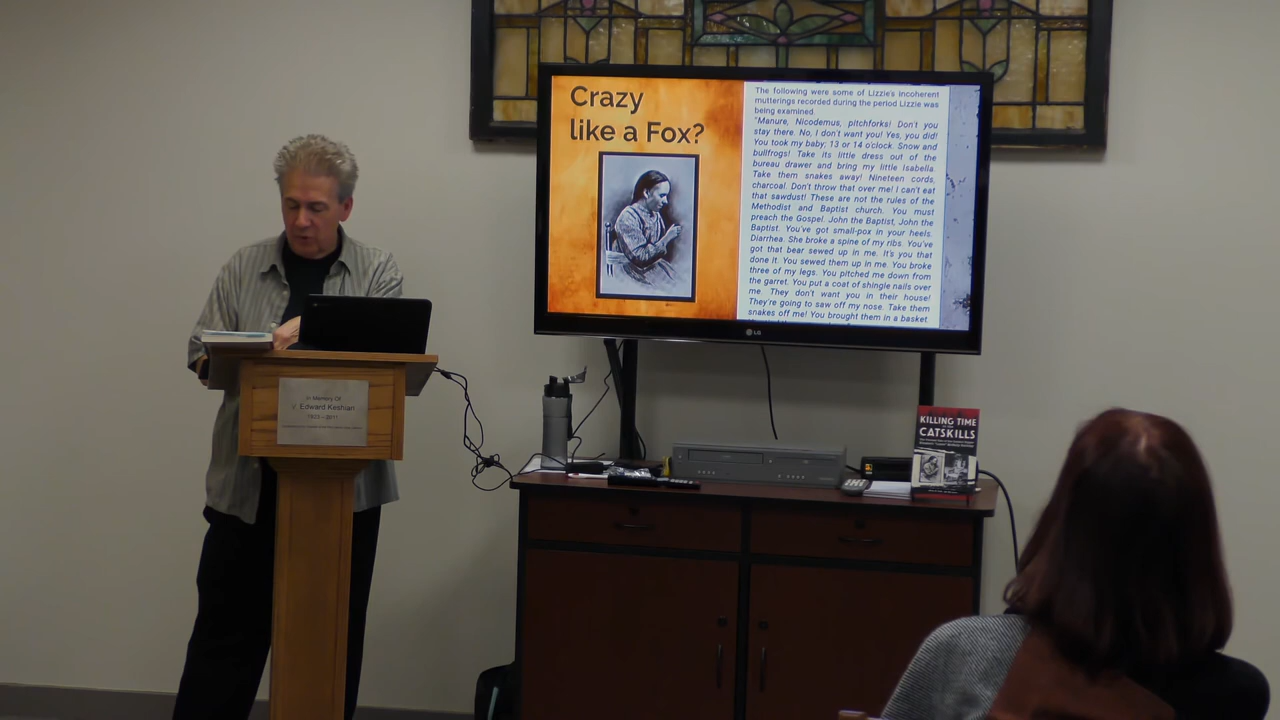 Crazy
like a Fox?
The following were some of Lizzie's incoherent
mutterings recorded during the period Lizzie was
being examined.
"Manure, Nicodemus, pitchforks! Don't you
stay there. No, I don't want you! Yes, you did!
You took my baby; 13 or 14 o'clock. Snow and
bullfrogs! Take its little dress out of the
bureau drawer and bring my little Isabella.
Take them snakes away! Nineteen cords,
charcoal. Don't throw that over me! I can't eat
that sawdust! These are not the rules of the
Methodist and Baptist church. You must
preach the Gospel. John the Baptist, John the
Baptist. You've got small-pox in your heels.
Diarrhea. She broke a spine of my ribs. You've
got that bear sewed up in me. It's you that
done it. You sewed them up in me. You broke
three of my legs. You pitched me down from
the garret. You put a coat of shingle nails over
me. They don't want you in their house!
They're going to saw off my nose. Take them
snakes off me! You brought them in a basket.
LG
In Memory Of
V. Edward Keshian
KILLING TIME
CATSKILLS